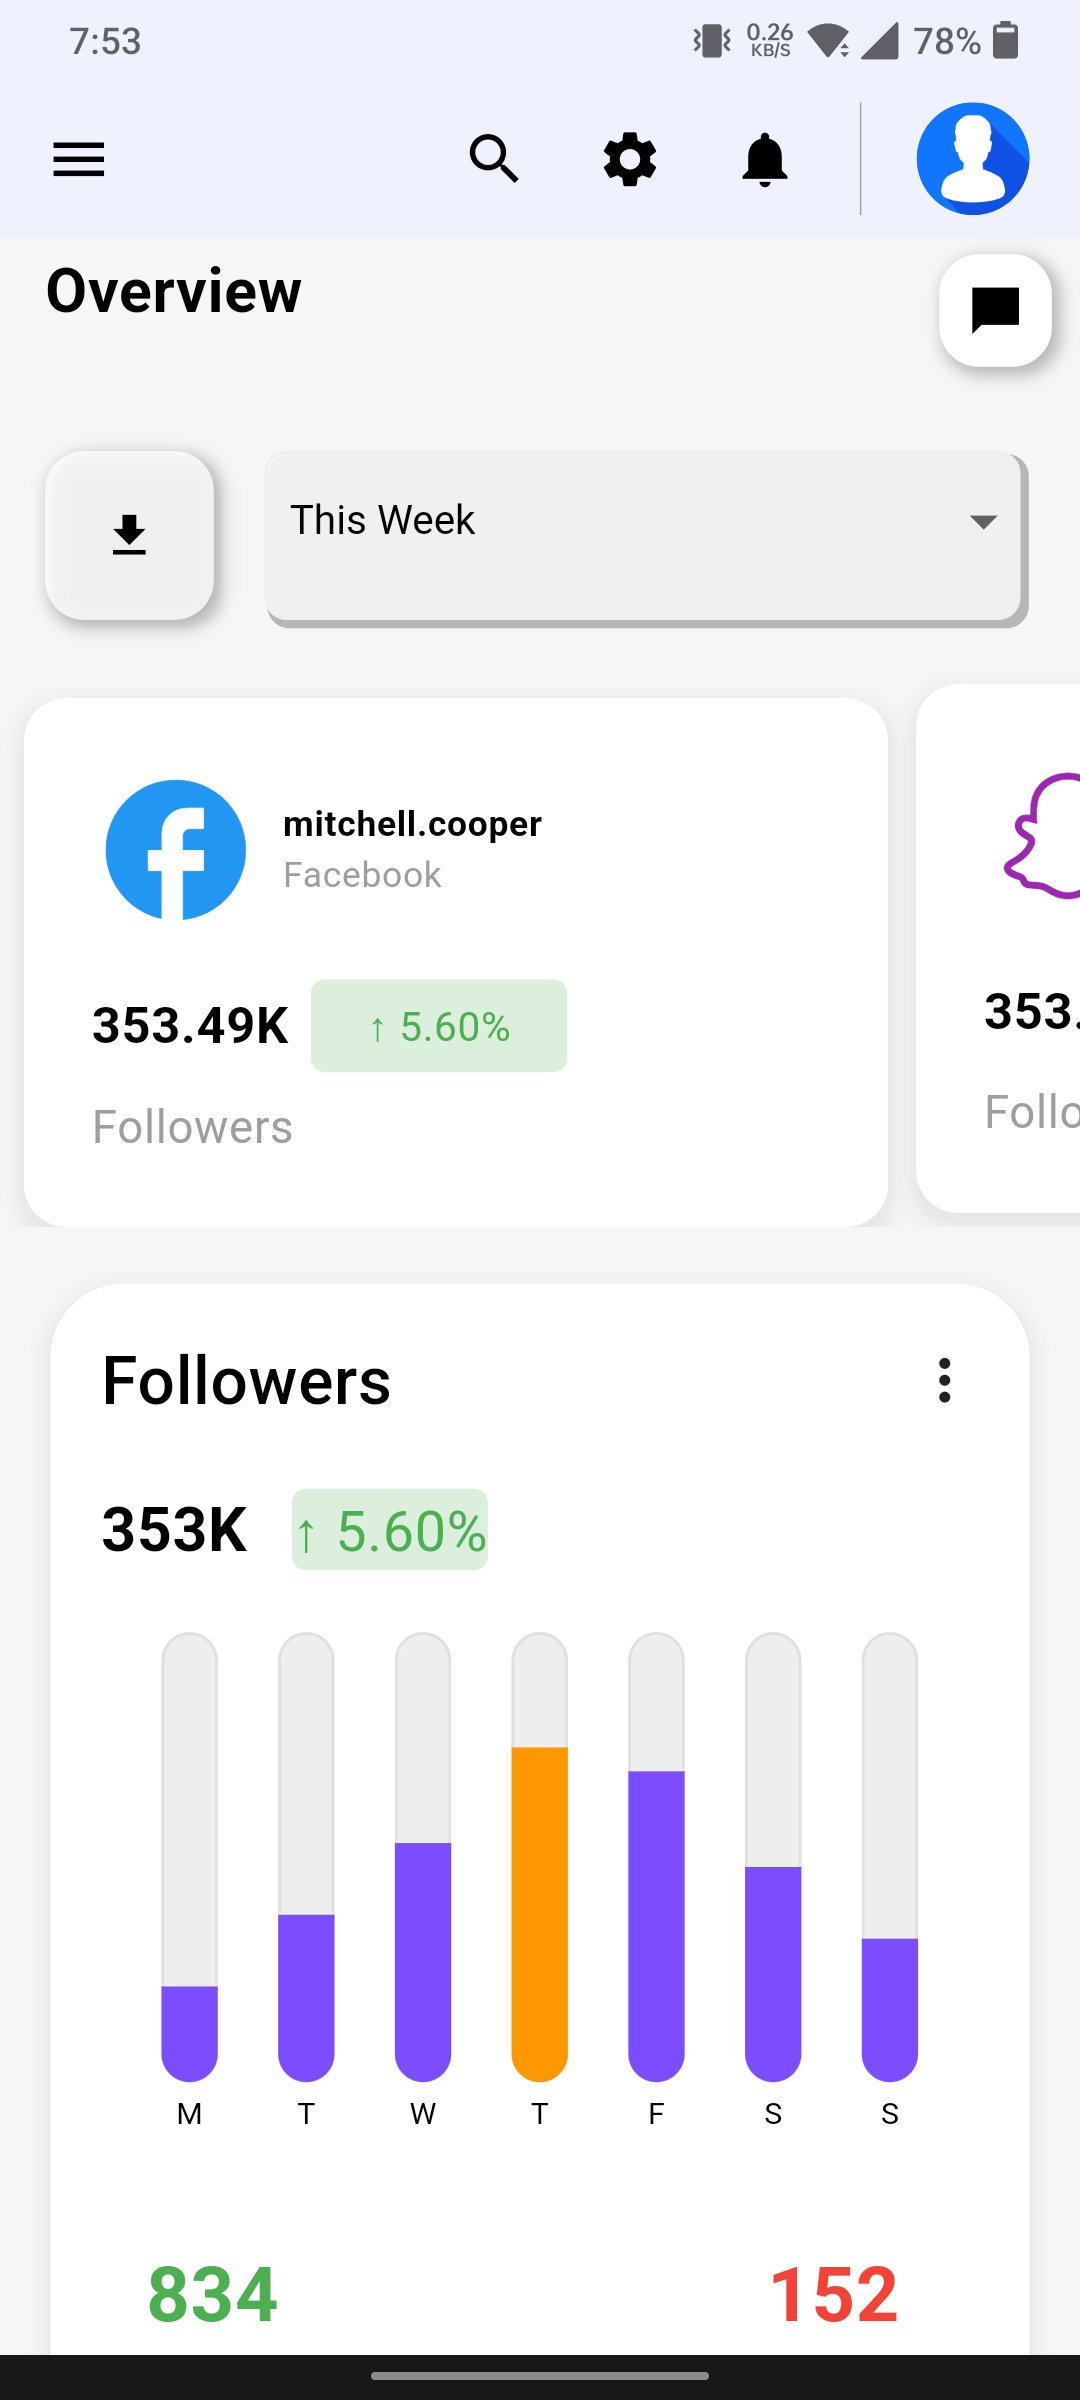 7:53
0.26
KB/S
78%
Overview
This Week
mitchell.cooper
Facebook
353.49K ↑ 5.60%
Followers
353.
Follo
Followers
353K ↑ 5.60%
M T W T F S S
834 152